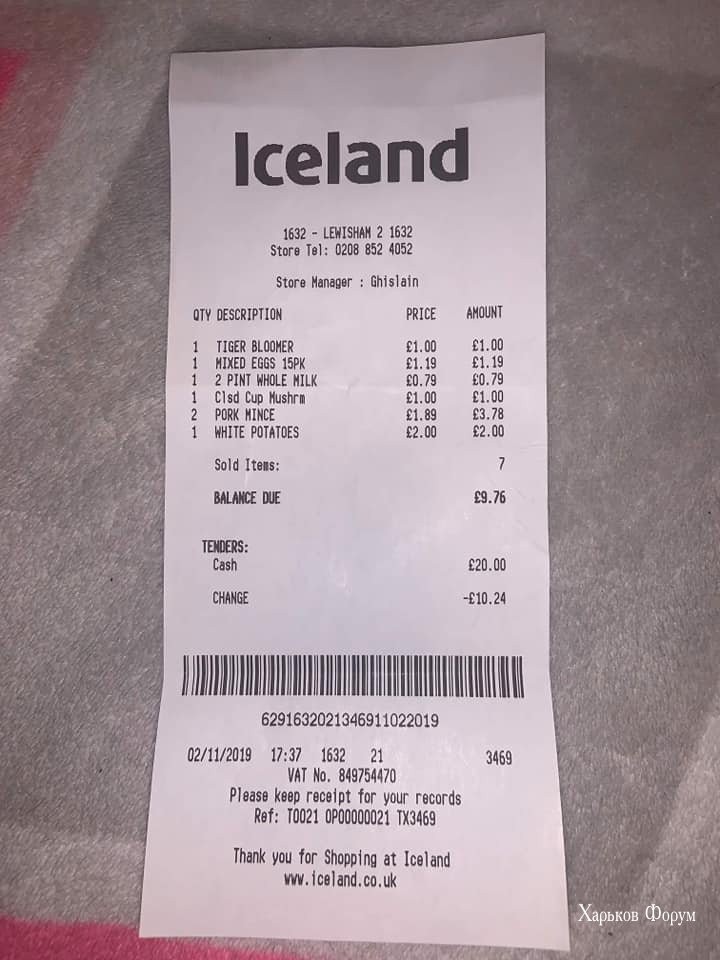 Iceland
1632 - LEWISHAM 2 1632
Store Tel: 0208 852 4052
Store Manager : Ghislain
QTY DESCRIPTION PRICE AMOUNT
1 TIGER BLOOMER £1.00 £1.00
1 MIXED EGGS 15PK £1.19 £1.19
1 2 PINT WHOLE MILK £0.79 £0.79
1 Clsd Cup Mushrm £1.00 £1.00
2 PORK MINCE £1.89 £3.78
1 WHITE POTATOES £2.00 £2.00
Sold Items: 7
BALANCE DUE £9.76
TENDERS:
Cash £20.00
CHANGE -£10.24
6291632021346911022019
02/11/2019 17:37 1632 21 3469
VAT No. 849754470
Please keep receipt for your records
Ref: T0021 OP00000021 TX3469
Thank you for Shopping at Iceland
www.iceland.co.uk
Харьков Форум